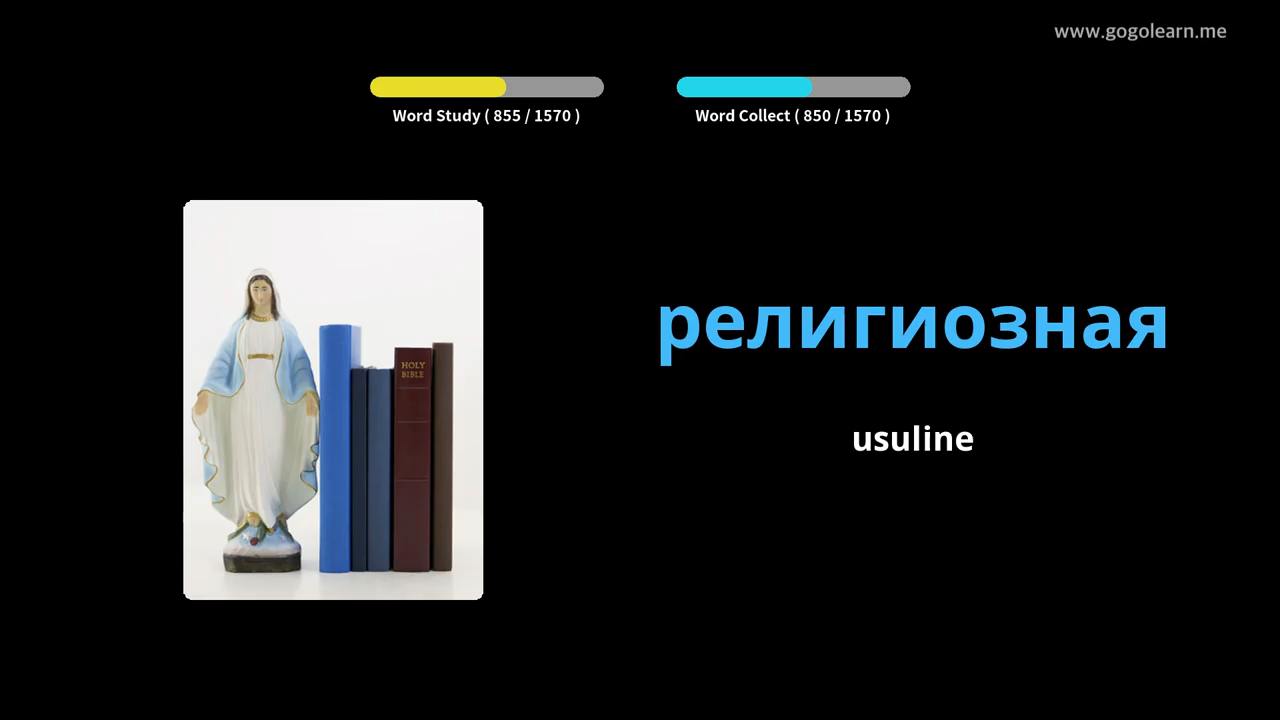 www.gogolearn.me
Word Study ( 855 / 1570 )
Word Collect ( 850 / 1570 )
HOLY
BIBLE
религиозная
usuline